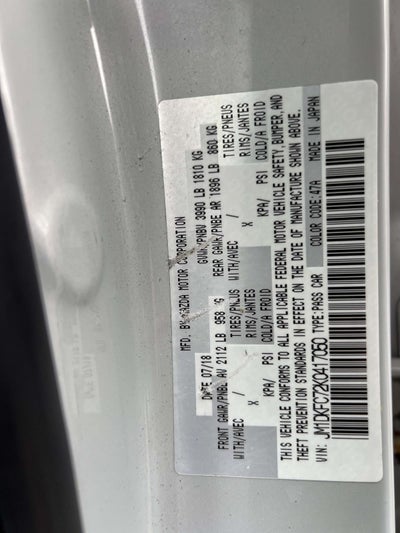 MFD. BY MAZDA MOTOR CORPORATION
DATE 07/18 GVWR/PNBV 3990 LB 1810 KG
FRONT GAWR/PNBE AV 2112 LB 958 KG REAR GAWR/PNBE AR 1896 LB 860 KG
WITH/AVEC TIRES/PNEUS WITH/AVEC TIRES/PNEUS
/ RIMS/JANTES / RIMS/JANTES
X COLD/A FROID X COLD/A FROID
KPA/ PSI KPA/ PSI
THIS VEHICLE CONFORMS TO ALL APPLICABLE FEDERAL MOTOR VEHICLE SAFETY, BUMPER, AND
THEFT PREVENTION STANDARDS IN EFFECT ON THE DATE OF MANUFACTURE SHOWN ABOVE.
VIN: JM1DKFC72K0417050 TYPE:PASS CAR COLOR CODE:47A MADE IN JAPAN